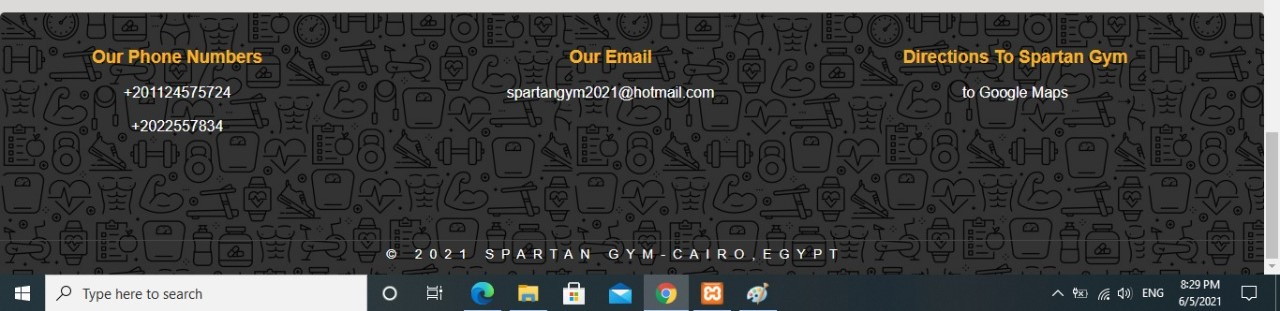 Our Phone Numbers
+201124575724
+2022557834
Our Email
spartangym2021@hotmail.com
Directions To Spartan Gym
to Google Maps
© 2021 SPARTAN GYM-CAIRO,EGYPT
Type here to search
ENG
8:29 PM
6/5/2021